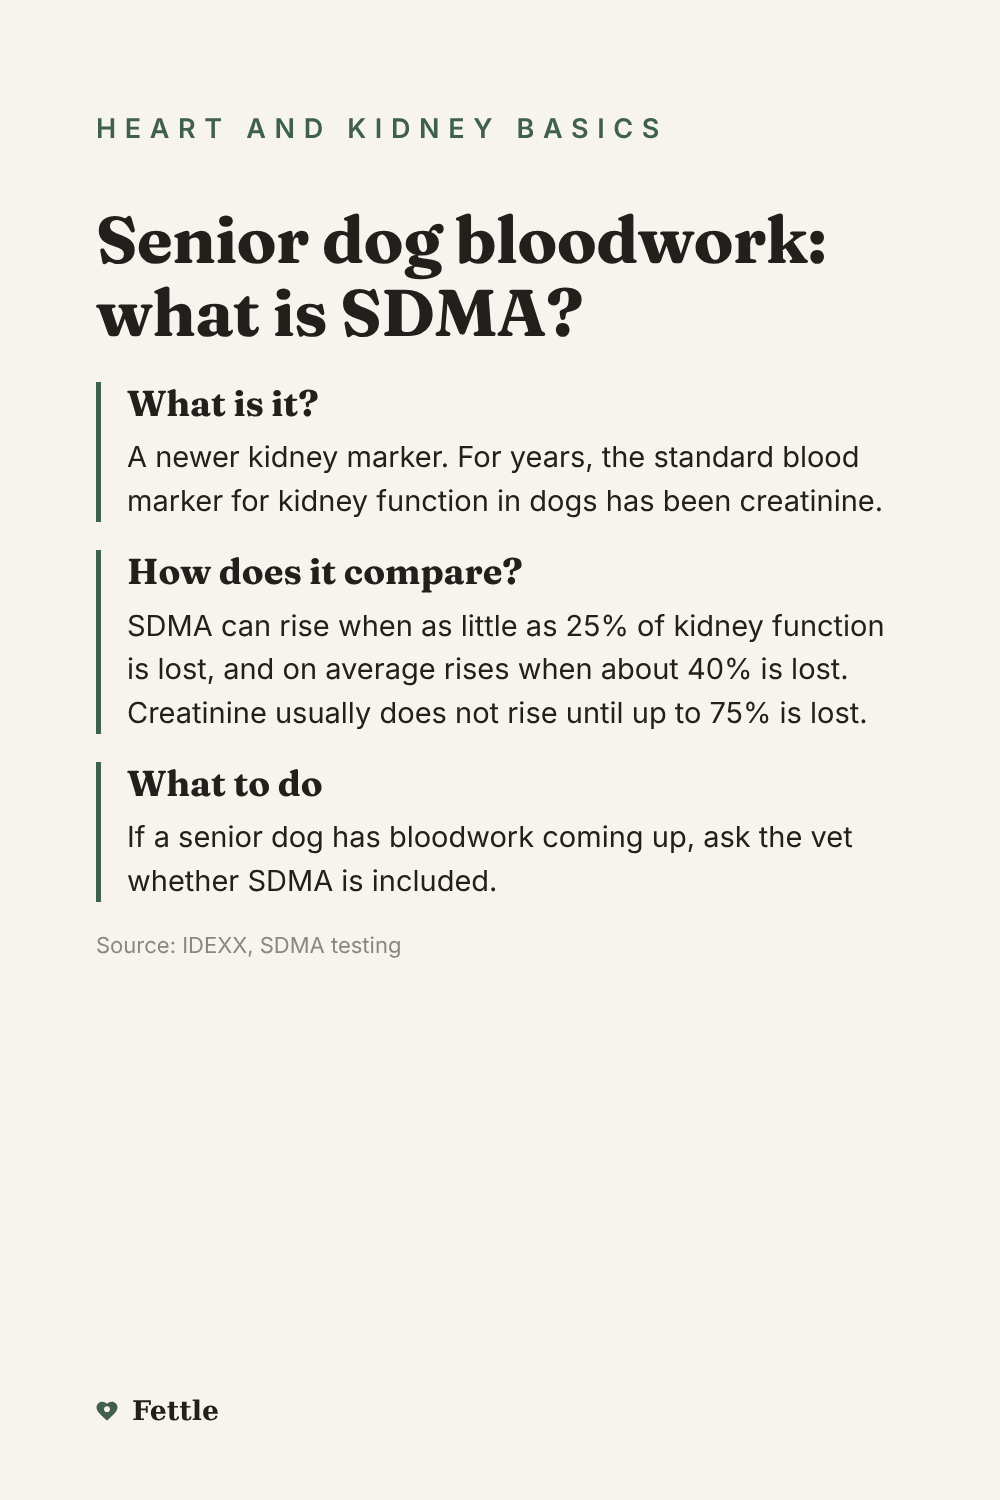 HEART AND KIDNEY BASICS
Senior dog bloodwork:
what is SDMA?
What is it?
A newer kidney marker. For years, the standard blood
marker for kidney function in dogs has been creatinine.
How does it compare?
SDMA can rise when as little as 25% of kidney function
is lost, and on average rises when about 40% is lost.
Creatinine usually does not rise until up to 75% is lost.
What to do
If a senior dog has bloodwork coming up, ask the vet
whether SDMA is included.
Source: IDEXX, SDMA testing
Fettle